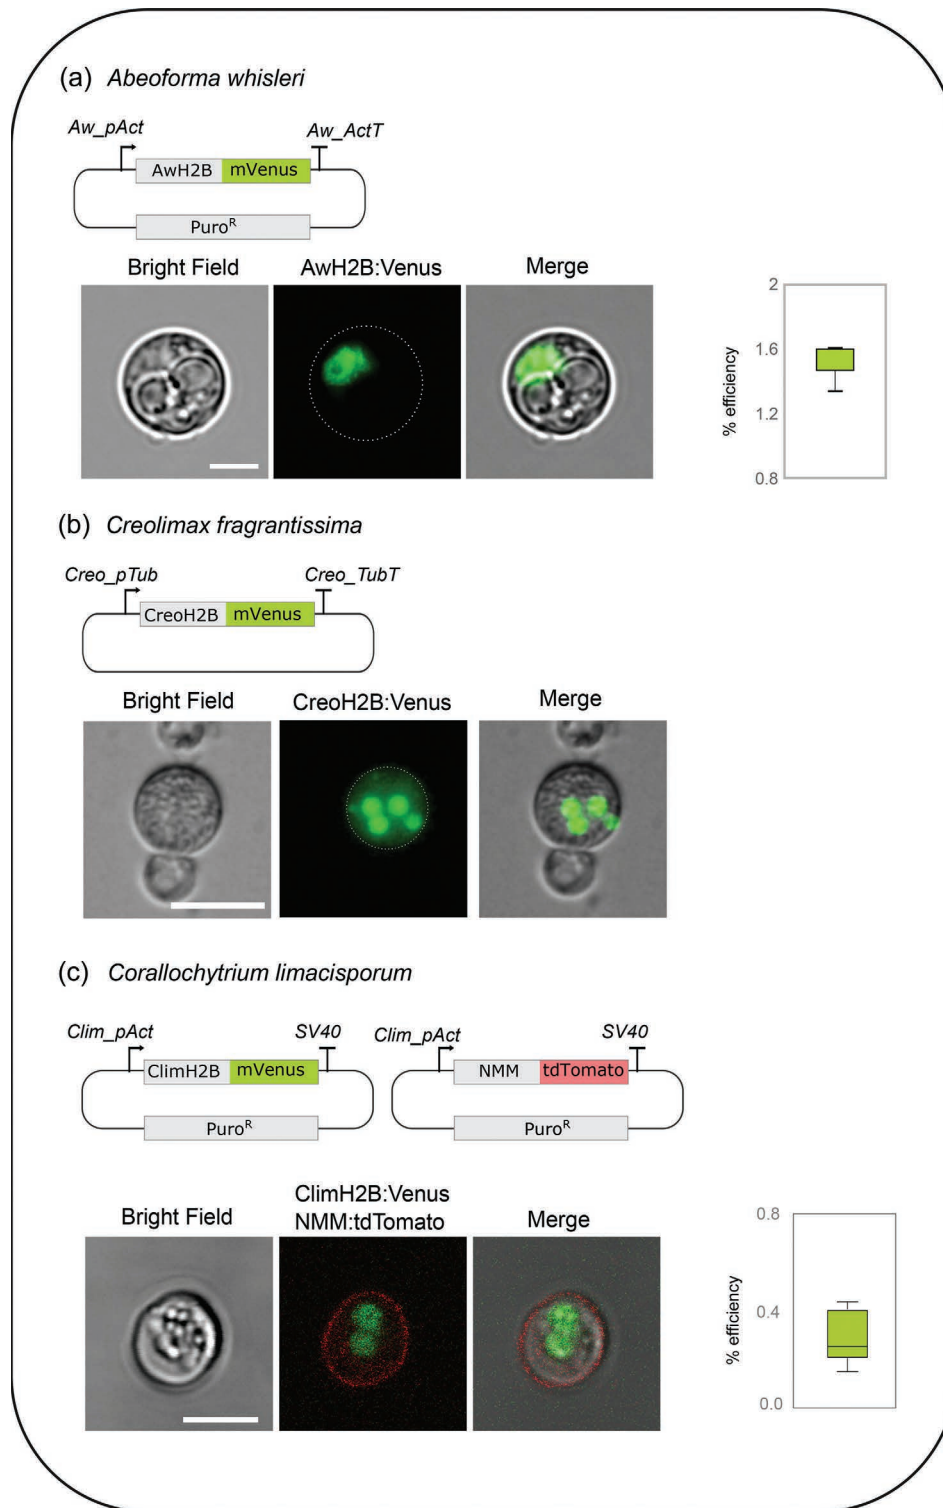 (a) Abeoforma whisleri
Aw_pAct
Aw_ActT
AwH2B mVenus
Puro^R
Bright Field AwH2B:Venus Merge
2
1.6
1.2
0.8
% efficiency
(b) Creolimax fragrantissima
Creo_pTub
Creo_TubT
CreoH2B mVenus
Bright Field CreoH2B:Venus Merge
(c) Corallochytrium limacisporum
Clim_pAct SV40 Clim_pAct SV40
ClimH2B mVenus NMM tdTomato
Puro^R Puro^R
ClimH2B:Venus
Bright Field NMM:tdTomato Merge
0.8
0.4
0.0
% efficiency